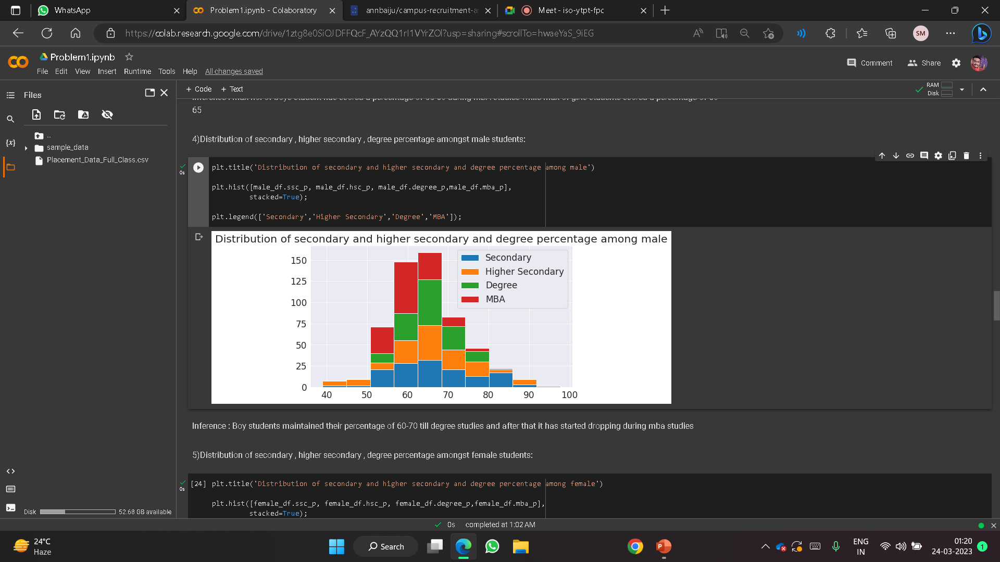 WhatsApp
Problem1.ipynb - Colaboratory
annbaiju/campus-recruitment-a
Meet - iso-ytpt-fpc
https://colab.research.google.com/drive/1ztg8e0SiOJDFFQcF_AYzQQ1rI1VYrZOl?usp=sharing#scrollTo=hwaeYaS_9iEG
SM
Problem1.ipynb
File Edit View Insert Runtime Tools Help All changes saved
Comment
Share
Files
+ Code + Text
RAM
Disk
65
..
sample_data
Placement_Data_Full_Class.csv
{x}
4)Distribution of secondary , higher secondary , degree percentage amongst male students:
0s
plt.title('Distribution of secondary and higher secondary and degree percentage among male')
plt.hist([male_df.ssc_p, male_df.hsc_p, male_df.degree_p,male_df.mba_p],
stacked=True);
plt.legend(['Secondary','Higher Secondary','Degree','MBA']);
Distribution of secondary and higher secondary and degree percentage among male
150
125
100
75
50
25
0
40 50 60 70 80 90 100
Secondary
Higher Secondary
Degree
MBA
Inference : Boy students maintained their percentage of 60-70 till degree studies and after that it has started dropping during mba studies
5)Distribution of secondary , higher secondary , degree percentage amongst female students:
0s
[24] plt.title('Distribution of secondary and higher secondary and degree percentage among female')
plt.hist([female_df.ssc_p, female_df.hsc_p, female_df.degree_p,female_df.mba_p],
stacked=True);
Disk 52.68 GB available
0s completed at 1:02 AM
24°C
Haze
Search
ENG
IN
01:20
24-03-2023
1